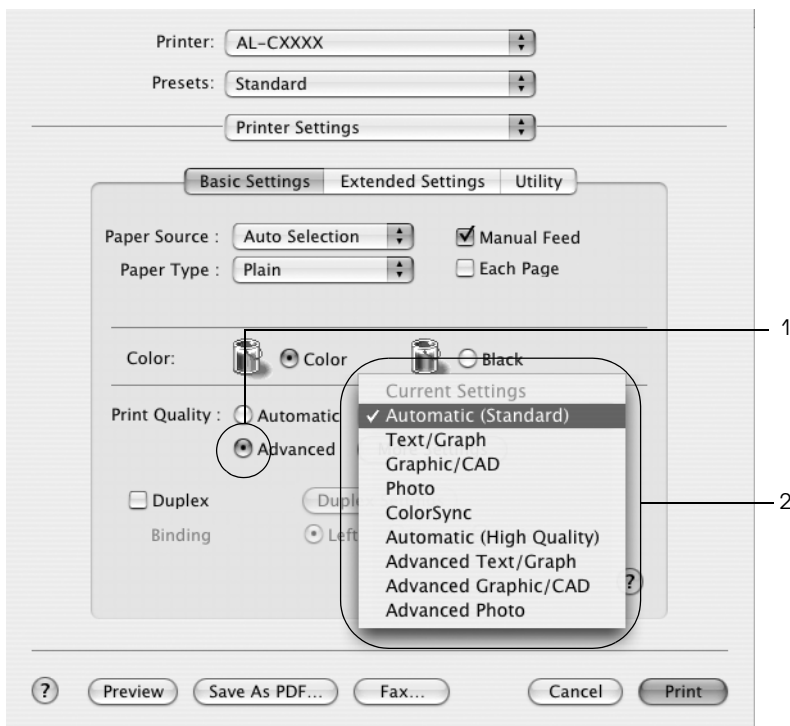 Printer: AL-CXXXX
Presets: Standard
Printer Settings
Basic Settings Extended Settings Utility
Paper Source : Auto Selection Manual Feed
Paper Type : Plain Each Page
1
Color: Color Black
Current Settings
Print Quality : Automatic ✓ Automatic (Standard)
Text/Graph
Advanced
Graphic/CAD
Photo
2
Duplex Dupl
ColorSync
Binding Left
Automatic (High Quality)
Advanced Text/Graph
Advanced Graphic/CAD
?
Advanced Photo
? Preview Save As PDF... Fax... Cancel Print